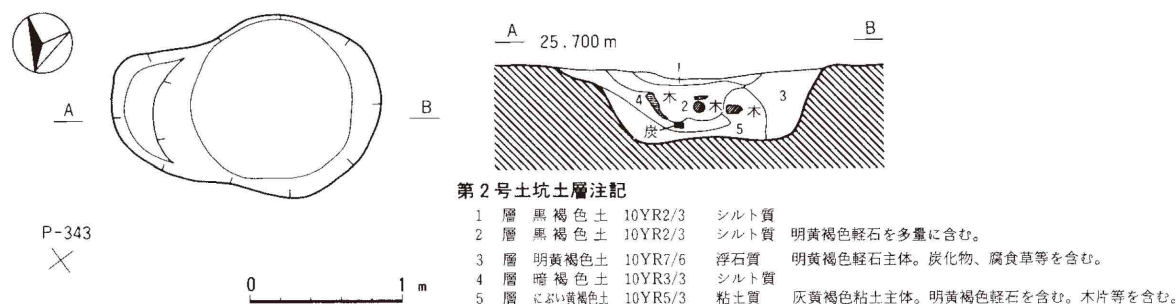 A 25.700m B
1
4 木 2 木 木 3
炭 5
A B
第2号土坑土層注記
1 層 黒褐色土 10YR2/3 シルト質
2 層 黒褐色土 10YR2/3 シルト質 明黄褐色軽石を多量に含む。
3 層 明黄褐色土 10YR7/6 浮石質 明黄褐色軽石主体。炭化物、腐食草等を含む。
4 層 暗褐色土 10YR3/3 シルト質
5 層 にぶい黄褐色土 10YR5/3 粘土質 灰黄褐色粘土主体。明黄褐色軽石を含む。木片等を含む。
P-343
0 1 m